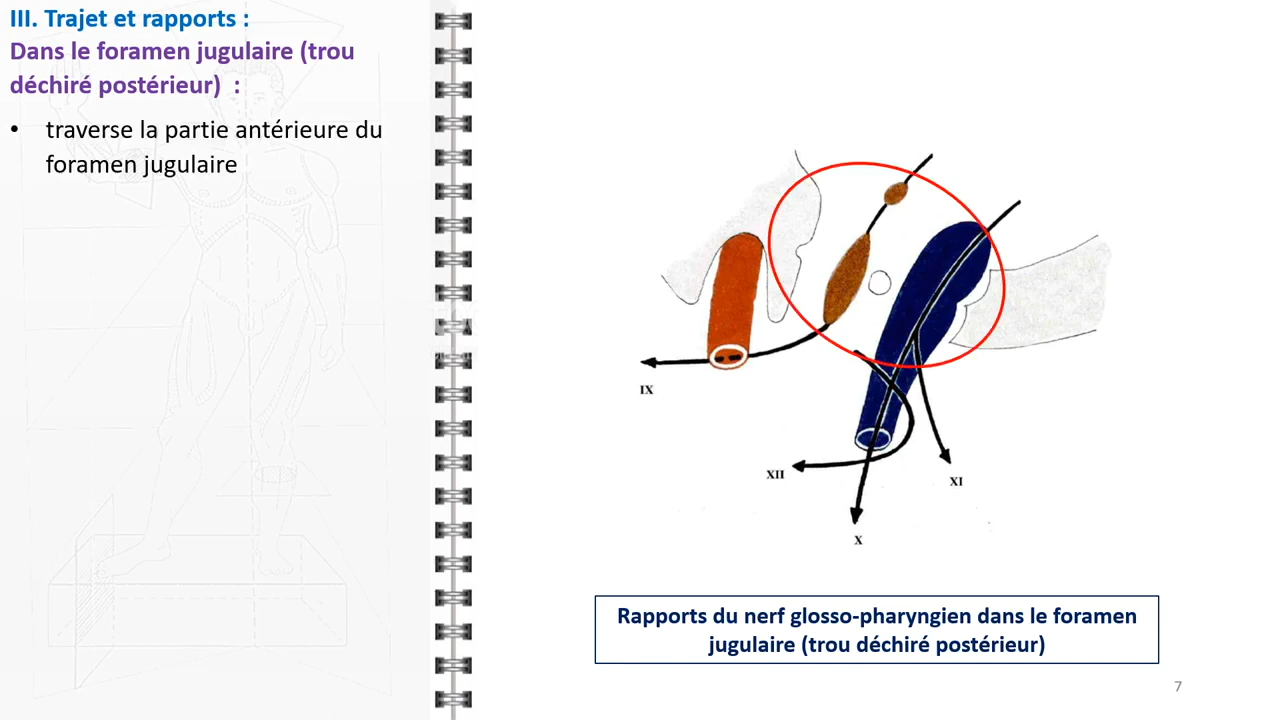 III. Trajet et rapports :
Dans le foramen jugulaire (trou
déchiré postérieur)  :
• traverse la partie antérieure du
foramen jugulaire
IX
XII
XI
X
Rapports du nerf glosso-pharyngien dans le foramen
jugulaire (trou déchiré postérieur)
7